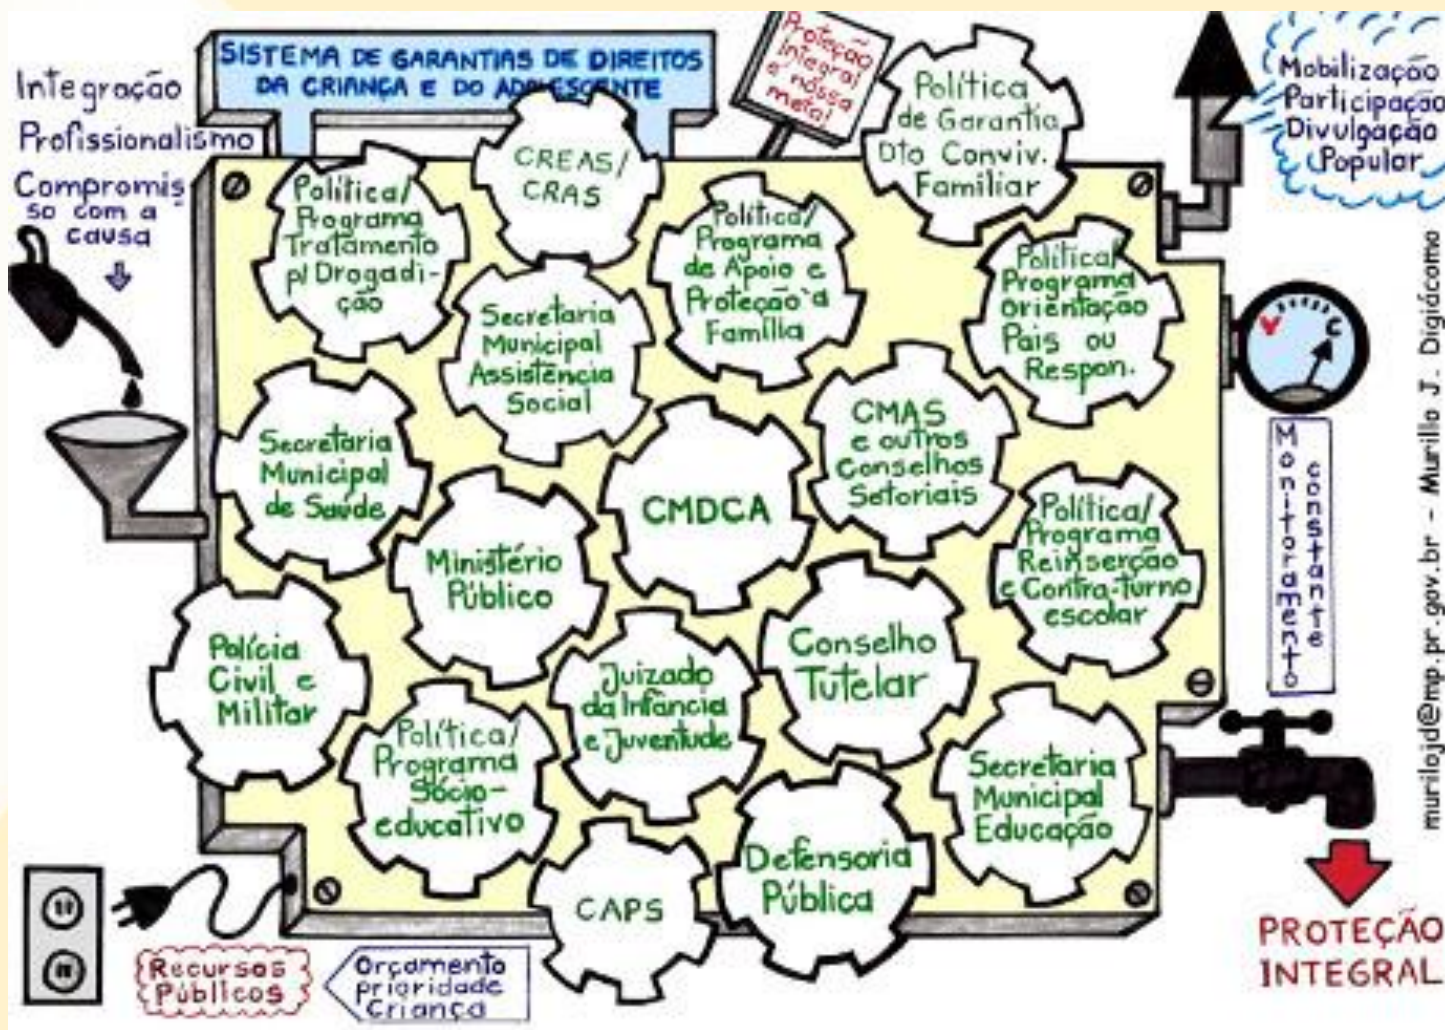 SISTEMA DE GARANTIAS DE DIREITOS
DA CRIANÇA E DO ADOLESCENTE
Integração
Profissionalismo
Compromis
so com a
causa
Proteção
Integral
é nossa
meta!
Política
de Garantia
Dto Conviv.
Familiar
Mobilização
Participação
Divulgação
Popular
CREAS/
CRAS
Política/
Programa
Tratamento
p/ Drogadi-
ção
Política/
Programa
de Apoio e
Proteção à
Família
Política/
Programa
Orientação
Pais ou
Respon.
Secretaria
Municipal
Assistência
Social
V
C
Secretaria
Municipal
de Saúde
CMDCA
CMAS
e outros
Conselhos
Setoriais
Monitoramento
constante
Ministério
Público
Política/
Programa
Reinserção
e Contra-turno
escolar
Polícia
Civil e
Militar
Juizado
da Infância
e Juventude
Conselho
Tutelar
Política/
Programa
Sócio-
educativo
Secretaria
Municipal
Educação
CAPS
Defensoria
Pública
Recursos
Públicos
Orçamento
prioridade
Criança
PROTEÇÃO
INTEGRAL
murilojd@mp.pr.gov.br - Murillo J. Digiácomo